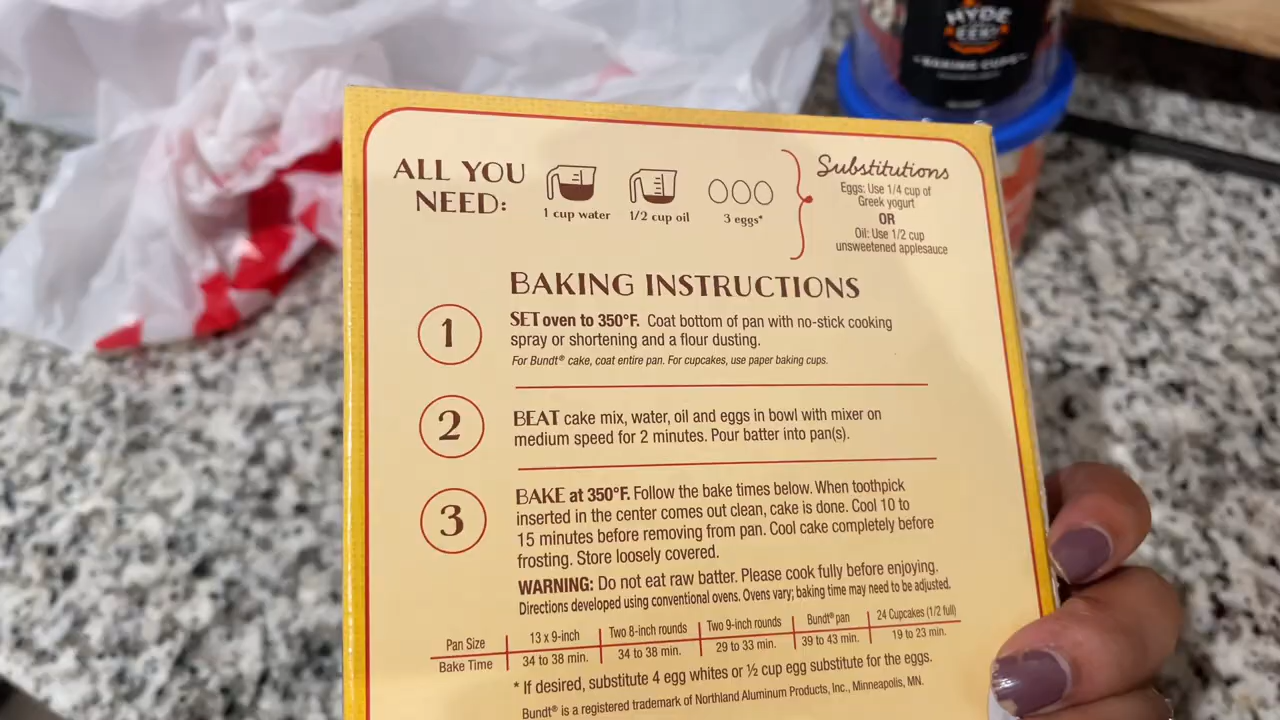 HYDE
EEK!
BAKING CUPS
ALL YOU
NEED:
1 cup water
1/2 cup oil
3 eggs*
Substitutions
Eggs: Use 1/4 cup of
Greek yogurt
OR
Oil: Use 1/2 cup
unsweetened applesauce
BAKING INSTRUCTIONS
1
SET oven to 350°F. Coat bottom of pan with no-stick cooking
spray or shortening and a flour dusting.
For Bundt® cake, coat entire pan. For cupcakes, use paper baking cups.
2
BEAT cake mix, water, oil and eggs in bowl with mixer on
medium speed for 2 minutes. Pour batter into pan(s).
3
BAKE at 350°F. Follow the bake times below. When toothpick
inserted in the center comes out clean, cake is done. Cool 10 to
15 minutes before removing from pan. Cool cake completely before
frosting. Store loosely covered.
WARNING: Do not eat raw batter. Please cook fully before enjoying.
Directions developed using conventional ovens. Ovens vary; baking time may need to be adjusted.
Pan Size 13 x 9-inch Two 8-inch rounds Two 9-inch rounds Bundt® pan 24 Cupcakes (1/2 full)
Bake Time 34 to 38 min. 34 to 38 min. 29 to 33 min. 39 to 43 min. 19 to 23 min.
* If desired, substitute 4 egg whites or ½ cup egg substitute for the eggs.
Bundt® is a registered trademark of Northland Aluminum Products, Inc., Minneapolis, MN.